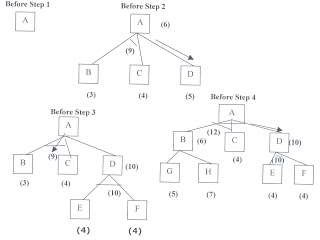 Before Step 1
A
Before Step 2
A (6)
(9)
B C D
(3) (4) (5)
Before Step 3
A
(9)
B C D (10)
(3) (4) (10)
E F
(4) (4)
Before Step 4
A
(12)
B (6) C D (10)
(4) (10)
G H E F
(5) (7) (4) (4)